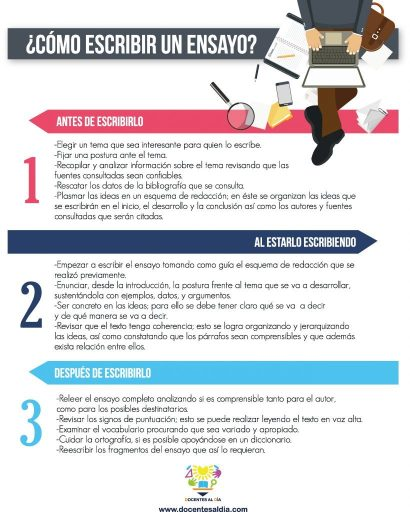 ¿CÓMO ESCRIBIR UN ENSAYO?
ANTES DE ESCRIBIRLO
1
-Elegir un tema que sea interesante para quien lo escribe.
-Fijar una postura ante el tema.
-Recopilar y analizar información sobre el tema revisando que las
fuentes consultadas sean confiables.
-Rescatar los datos de la bibliografía que se consulta.
-Plasmar las ideas en un esquema de redacción; en éste se organizan las ideas que
se escribirán en el inicio, el desarrollo y la conclusión así como los autores y fuentes
consultadas que serán citadas.
AL ESTARLO ESCRIBIENDO
2
-Empezar a escribir el ensayo tomando como guía el esquema de redacción que se
realizó previamente.
-Enunciar, desde la introducción, la postura frente al tema que se va a desarrollar,
sustentándola con ejemplos, datos, y argumentos.
-Ser concreto en las ideas; para ello se debe tener claro qué se va a decir
y de qué manera se va a decir.
-Revisar que el texto tenga coherencia; esto se logra organizando y jerarquizando
las ideas, así como constatando que los párrafos sean comprensibles y que además
exista relación entre ellos.
DESPUÉS DE ESCRIBIRLO
3
-Releer el ensayo completo analizando si es comprensible tanto para el autor,
como para los posibles destinatarios.
-Revisar los signos de puntuación; esto se puede realizar leyendo el texto en voz alta.
-Examinar el vocabulario procurando que sea variado y apropiado.
-Cuidar la ortografía, si es posible apoyándose en un diccionario.
-Reescribir los fragmentos del ensayo que así lo requieran.
DOCENTES AL DÍA
www.docentesaldia.com